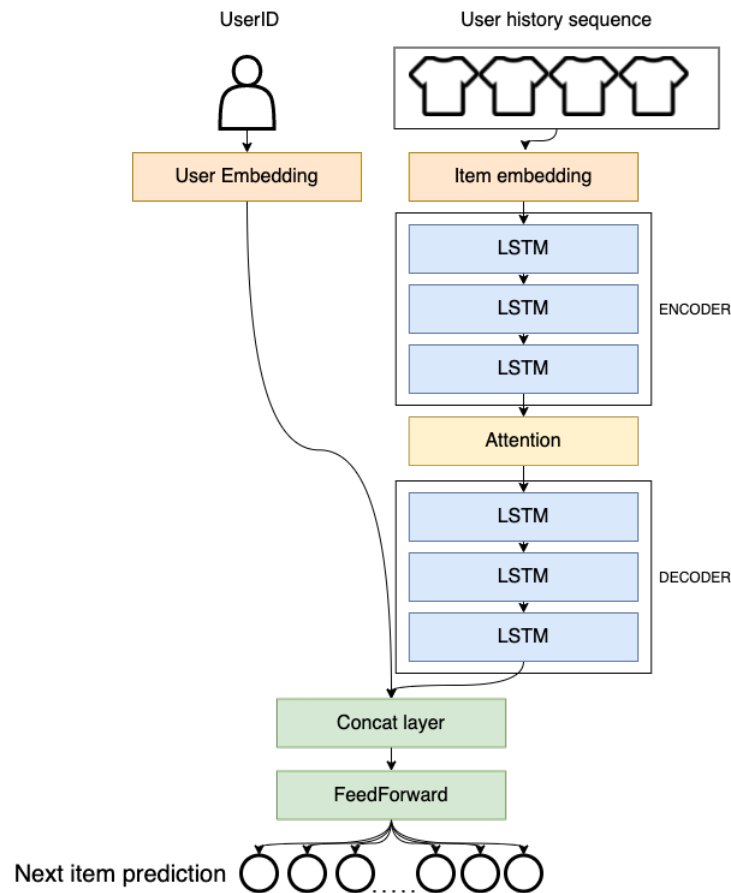 UserID
User history sequence
User Embedding
Item embedding
LSTM
LSTM
ENCODER
LSTM
Attention
LSTM
LSTM
DECODER
LSTM
Concat layer
FeedForward
Next item prediction
.....